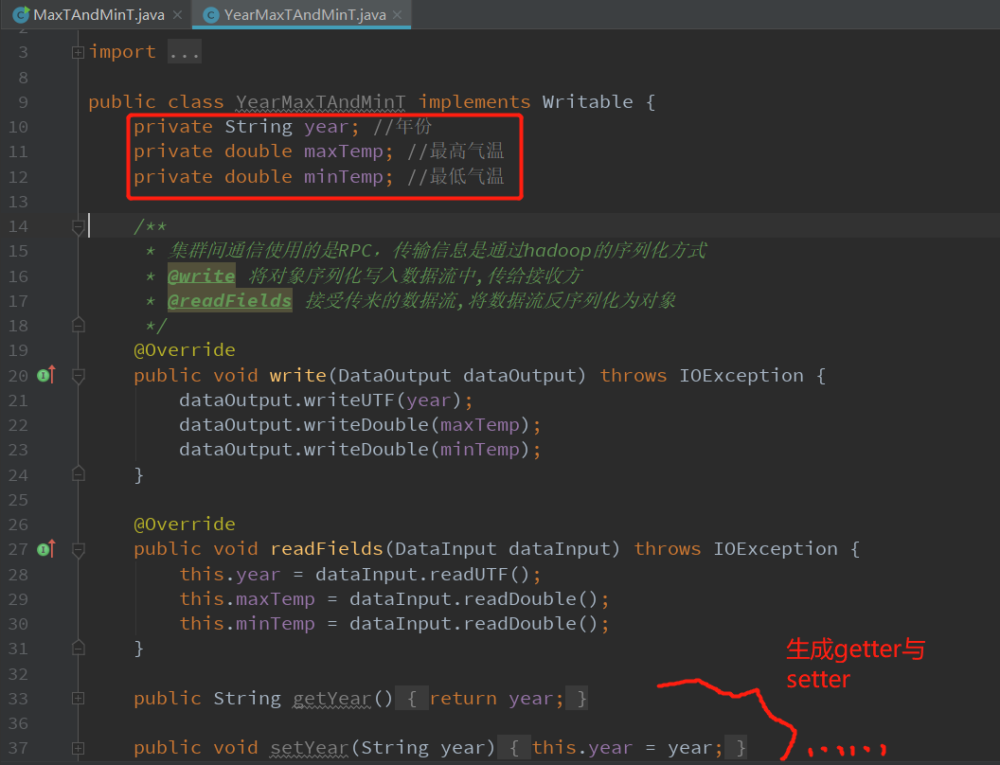 MaxTAndMinT.java
YearMaxTAndMinT.java
3 import ...
8
9 public class YearMaxTAndMinT implements Writable {
10 private String year; //年份
11 private double maxTemp; //最高气温
12 private double minTemp; //最低气温
13
14 /**
15 * 集群间通信使用的是RPC，传输信息是通过hadoop的序列化方式
16 * @write 将对象序列化写入数据流中,传给接收方
17 * @readFields 接受传来的数据流,将数据流反序列化为对象
18 */
19 @Override
20 public void write(DataOutput dataOutput) throws IOException {
21 dataOutput.writeUTF(year);
22 dataOutput.writeDouble(maxTemp);
23 dataOutput.writeDouble(minTemp);
24 }
25
26 @Override
27 public void readFields(DataInput dataInput) throws IOException {
28 this.year = dataInput.readUTF();
29 this.maxTemp = dataInput.readDouble();
30 this.minTemp = dataInput.readDouble();
31 }
生成getter与
setter
32
33 public String getYear() { return year; }
36
37 public void setYear(String year) { this.year = year; }